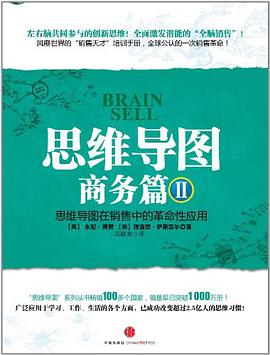 左右脑共同参与的创新思维！全面激发潜能的“全脑销售”！
风靡世界的“销售天才”培训手册，全球公认的一次销售革命！
BRAIN
SELL
思维导图
商务篇 II
思维导图在销售中的革命性应用
[英] 东尼·博赞 [美] 理查德·伊斯雷尔 著
“思维导图”系列丛书畅销100多个国家，销量早已突破1000万册！
广泛应用于学习、工作、生活的各个方面，已成功改变超过2.5亿人的思维习惯！
中信出版社